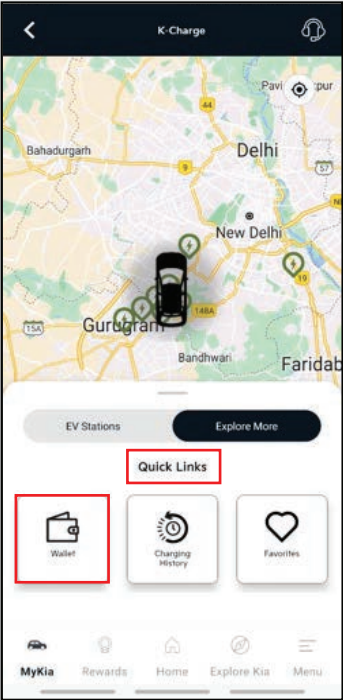 K-Charge
Pavi
pur
44
Bahadurgarh
Delhi
9
57
New Delhi
19
15A
Gurugram
148A
Bandhwari
Faridab
EV Stations
Explore More
Quick Links
Wallet
Charging
History
Favorites
MyKia
Rewards
Home
Explore Kia
Menu